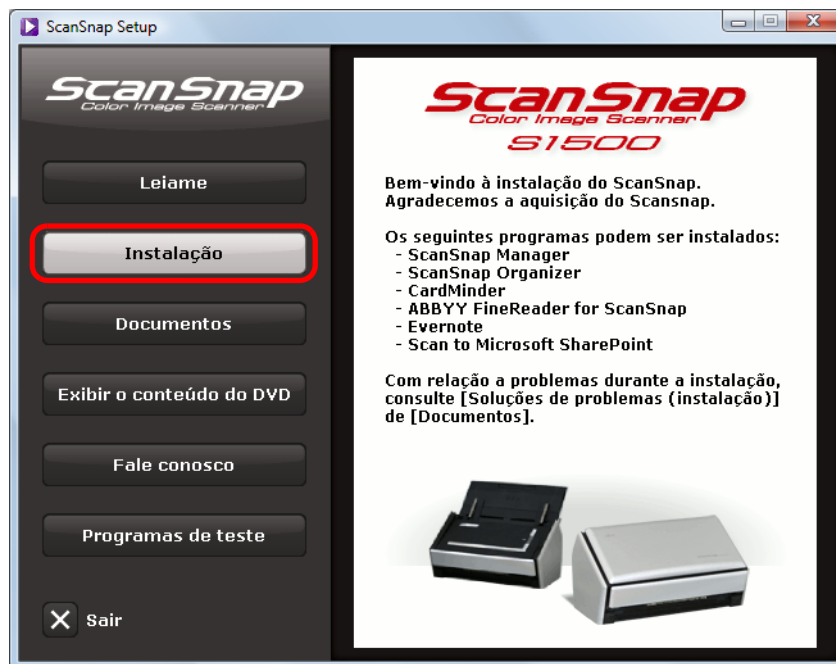 ScanSnap Setup
ScanSnap
Color Image Scanner
Leiame
Instalação
Documentos
Exibir o conteúdo do DVD
Fale conosco
Programas de teste
Sair
ScanSnap
Color Image Scanner
S1500
Bem-vindo à instalação do ScanSnap.
Agradecemos a aquisição do Scansnap.
Os seguintes programas podem ser instalados:
- ScanSnap Manager
- ScanSnap Organizer
- CardMinder
- ABBYY FineReader for ScanSnap
- Evernote
- Scan to Microsoft SharePoint
Com relação a problemas durante a instalação,
consulte [Soluções de problemas (instalação)]
de [Documentos].